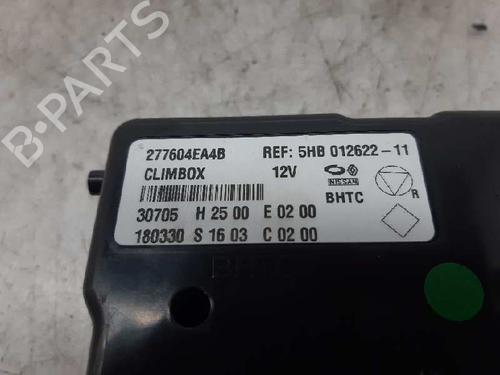 B-PARTS
277604EA4B REF: 5HB 012622-11
CLIMBOX 12V NISSAN
BHTC R
30705 H 25 00 E 02 00
180330 S 16 03 C 02 00
BHTC